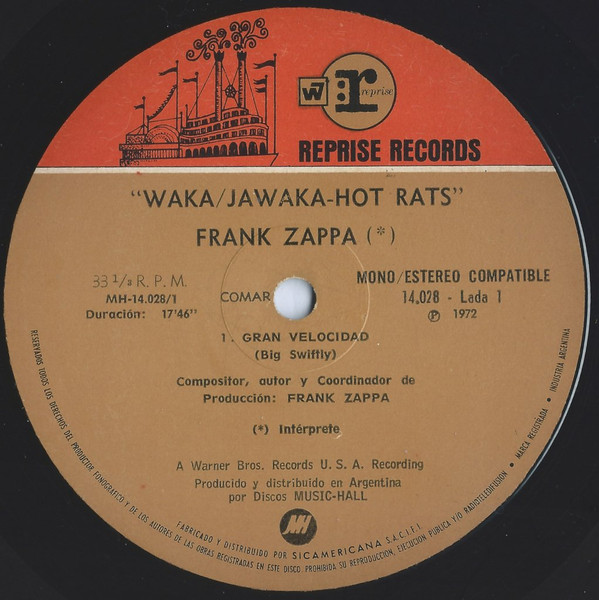 W7 r reprise
REPRISE RECORDS
"WAKA/JAWAKA-HOT RATS"
FRANK ZAPPA (*)
33 1/3 R. P. M.
MH-14.028/1
Duración: 17'46"
COMAR
MONO/ESTEREO COMPATIBLE
14.028 - Lada 1
Ⓟ 1972
1. GRAN VELOCIDAD
(Big Swiftly)
Compositor, autor y Coordinador de
Producción: FRANK ZAPPA
(*) Intérprete
A Warner Bros. Records U. S. A. Recording
Producido y distribuido en Argentina
por Discos MUSIC-HALL
MH
FABRICADO Y DISTRIBUIDO POR SICAMERICANA S.A.C.I.F.I.
RESERVADOS TODOS LOS DERECHOS DEL PRODUCTOR FONOGRAFICO Y DE LOS AUTORES DE LAS OBRAS REGISTRADAS EN ESTE DISCO. PROHIBIDA SU REPRODUCCION, EJECUCION PUBLICA Y/O RADIOTELEDIFUSION • MARCA REGISTRADA • INDUSTRIA ARGENTINA